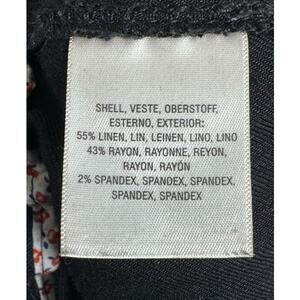 SHELL, VESTE, OBERSTOFF,
ESTERNO, EXTERIOR:
55% LINEN, LIN, LEINEN, LINO, LINO
43% RAYON, RAYONNE, REYON,
RAYON, RAYÓN
2% SPANDEX, SPANDEX, SPANDEX,
SPANDEX, SPANDEX